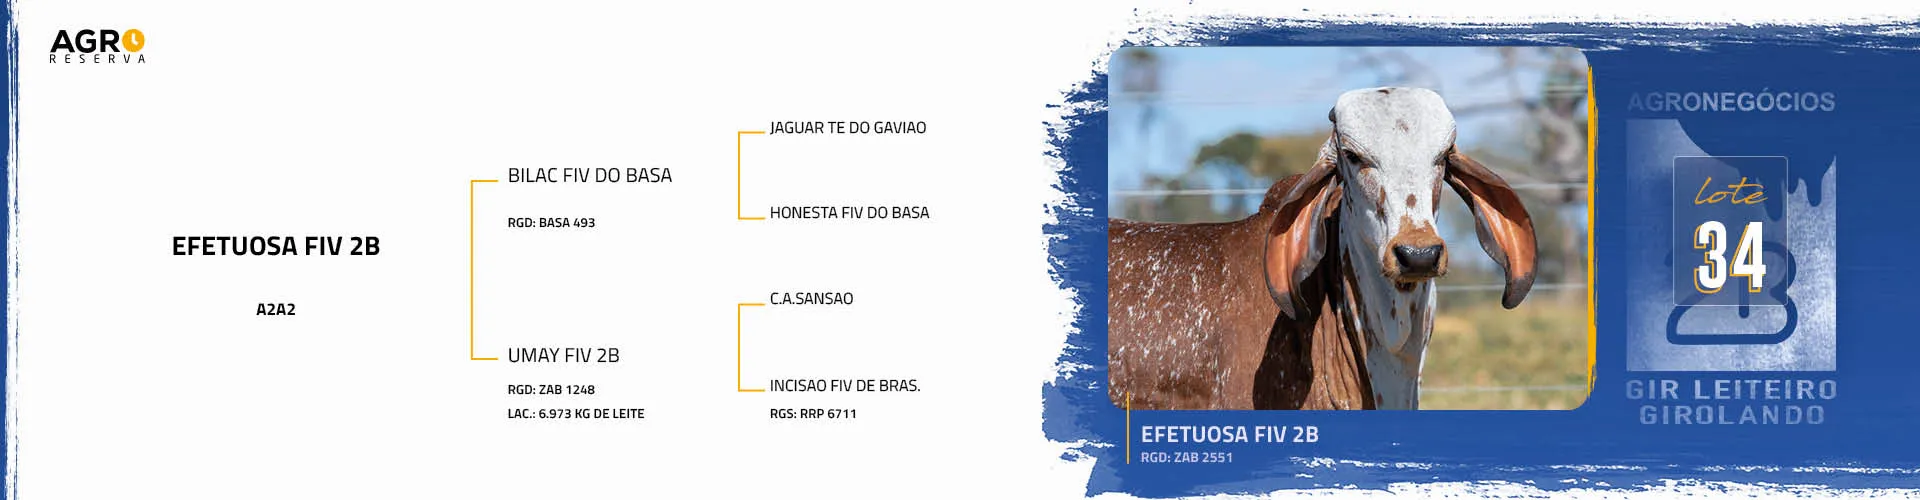 AGRO
RESERVA
EFETUOSA FIV 2B
A2A2
BILAC FIV DO BASA
RGD: BASA 493
UMAY FIV 2B
RGD: ZAB 1248
LAC.: 6.973 KG DE LEITE
JAGUAR TE DO GAVIAO
HONESTA FIV DO BASA
C.A.SANSAO
INCISAO FIV DE BRAS.
RGS: RRP 6711
EFETUOSA FIV 2B
RGD: ZAB 2551
AGRONEGÓCIOS
lote
34
2B
GIR LEITEIRO
GIROLANDO